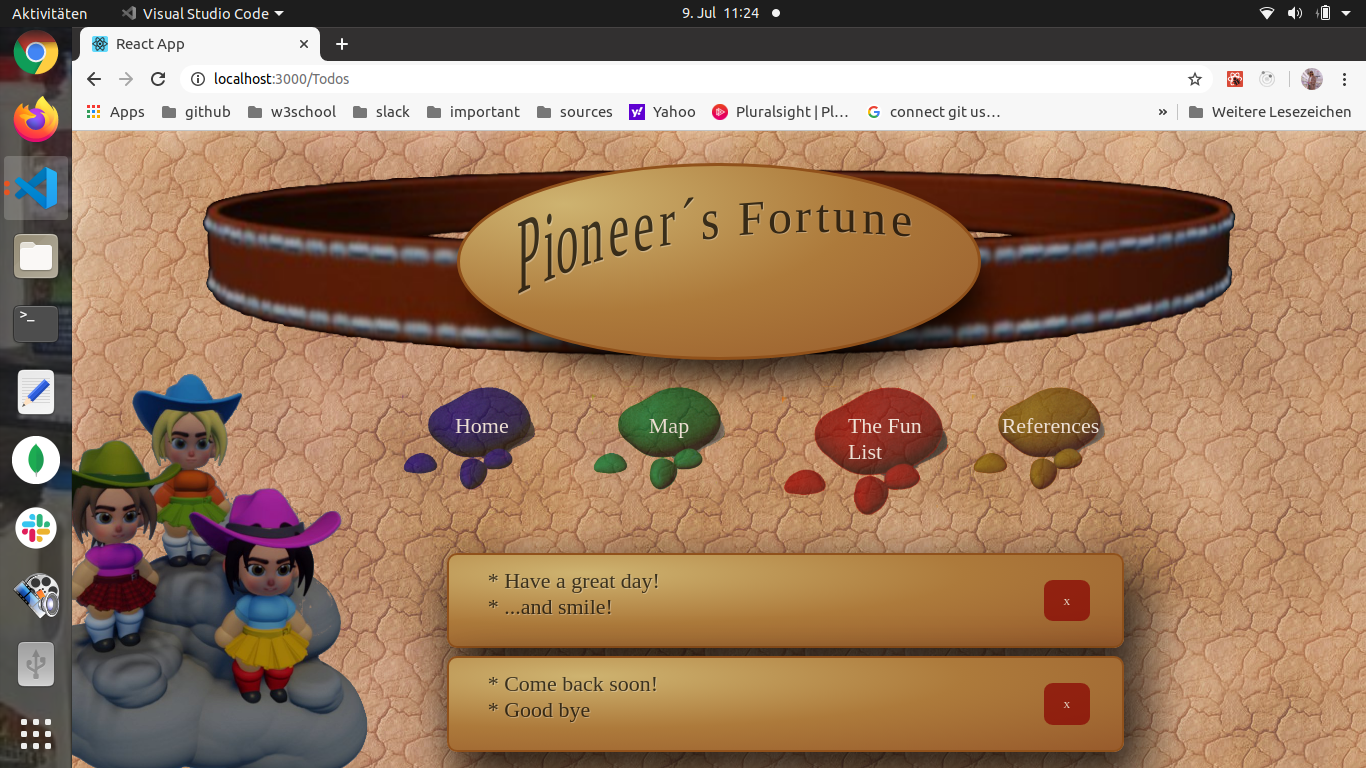 Aktivitäten Visual Studio Code 9. Jul 11:24
React App
localhost:3000/Todos
Apps github w3school slack important sources Yahoo Pluralsight | Pl… connect git us… » Weitere Lesezeichen
Pioneer´s Fortune
Home Map The Fun List References
* Have a great day!
* ...and smile!
x
* Come back soon!
* Good bye
x